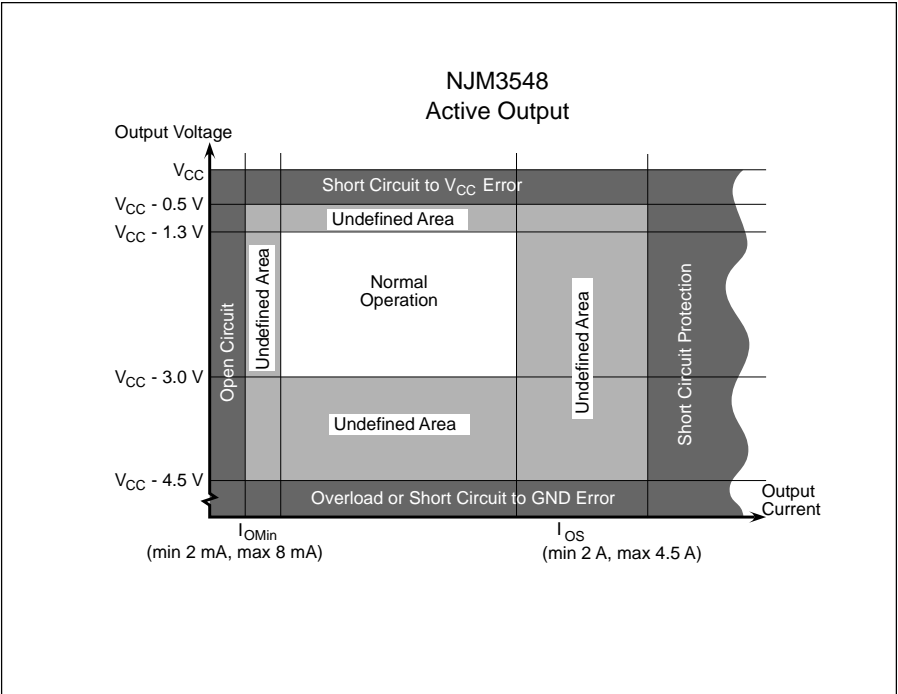 NJM3548
Active Output
Output Voltage
VCC
Short Circuit to VCC Error
VCC - 0.5 V
Undefined Area
VCC - 1.3 V
Normal
Operation
Open Circuit
Undefined Area
Undefined Area
Short Circuit Protection
VCC - 3.0 V
Undefined Area
VCC - 4.5 V
Overload or Short Circuit to GND Error
Output
Current
IOMin
(min 2 mA, max 8 mA)
IOS
(min 2 A, max 4.5 A)